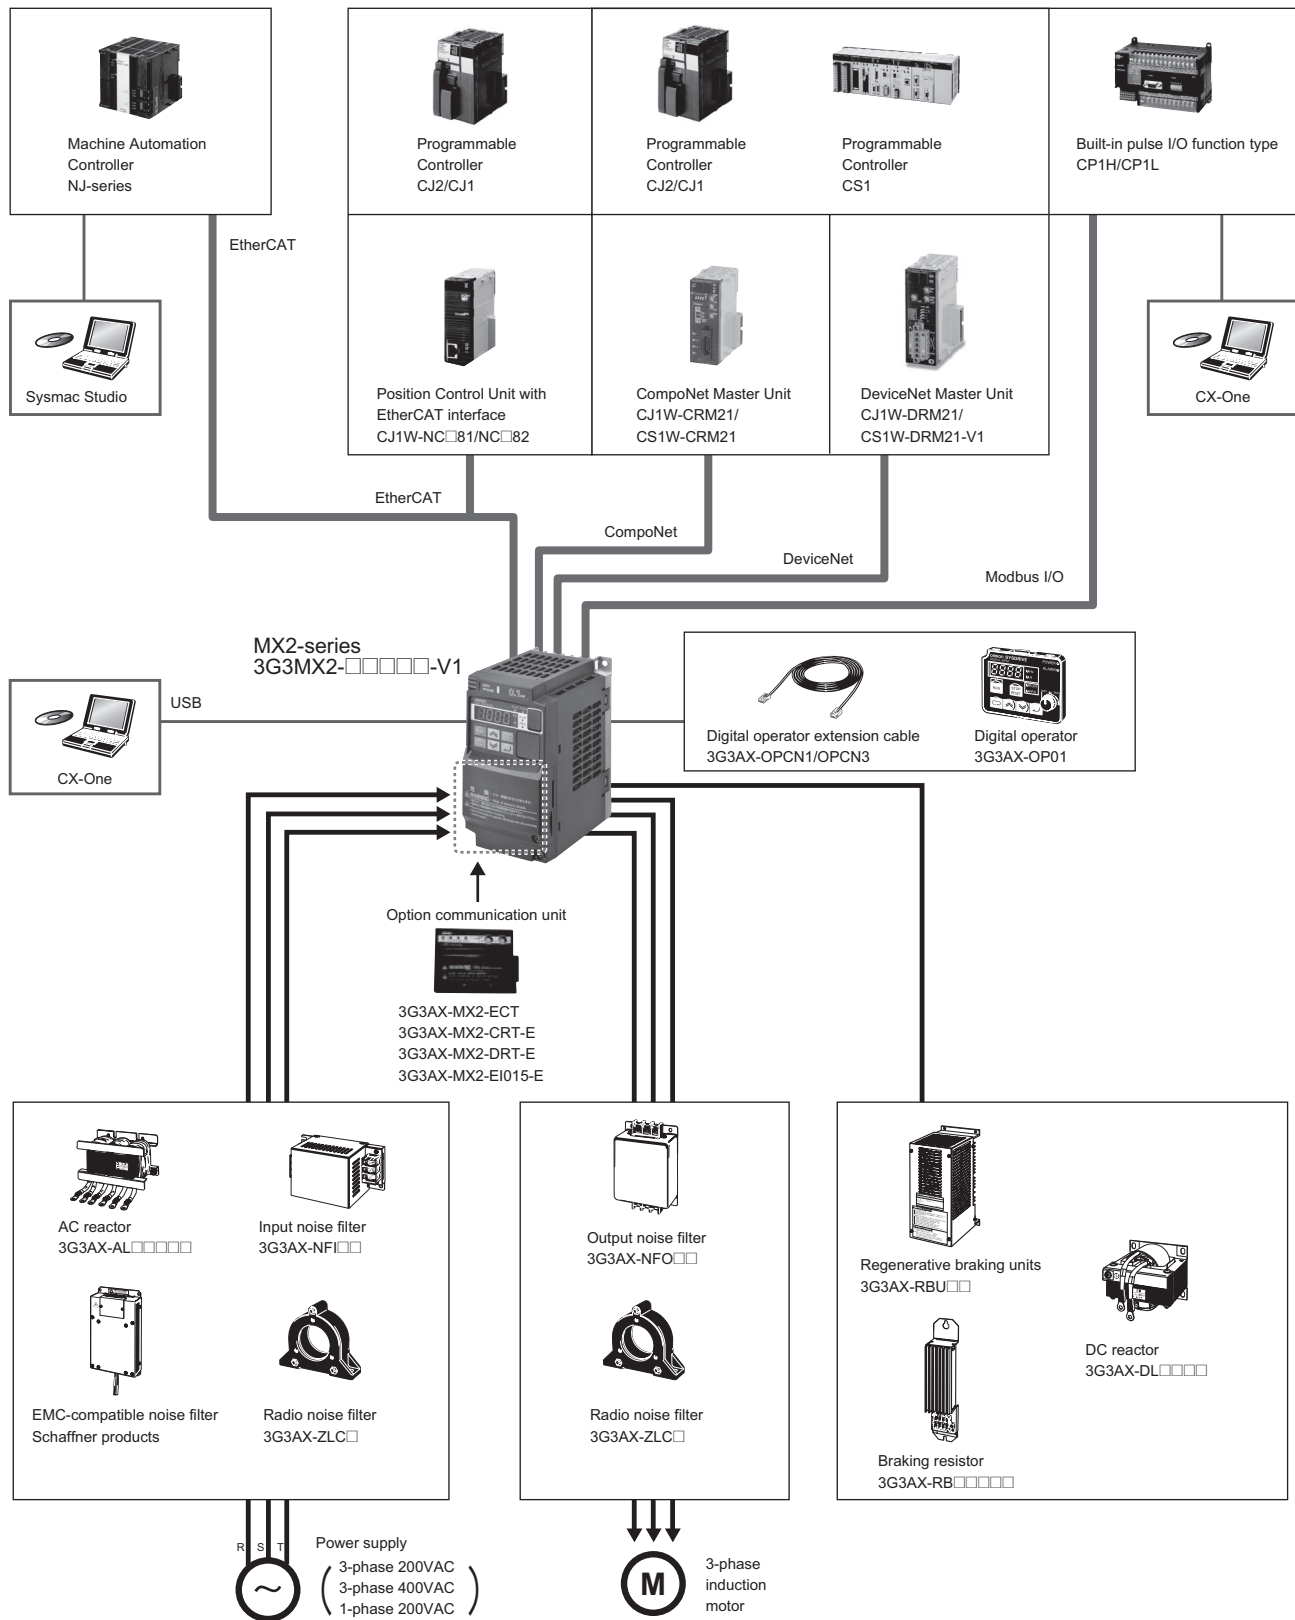 Machine Automation
Controller
NJ-series
Programmable
Controller
CJ2/CJ1
Programmable
Controller
CJ2/CJ1
Programmable
Controller
CS1
Built-in pulse I/O function type
CP1H/CP1L
EtherCAT
Sysmac Studio
Position Control Unit with
EtherCAT interface
CJ1W-NC□81/NC□82
CompoNet Master Unit
CJ1W-CRM21/
CS1W-CRM21
DeviceNet Master Unit
CJ1W-DRM21/
CS1W-DRM21-V1
CX-One
EtherCAT
CompoNet
DeviceNet
Modbus I/O
MX2-series
3G3MX2-□□□□□-V1
USB
CX-One
Digital operator extension cable
3G3AX-OPCN1/OPCN3
Digital operator
3G3AX-OP01
Option communication unit
3G3AX-MX2-ECT
3G3AX-MX2-CRT-E
3G3AX-MX2-DRT-E
3G3AX-MX2-EI015-E
AC reactor
3G3AX-AL□□□□□
Input noise filter
3G3AX-NFI□□
EMC-compatible noise filter
Schaffner products
Radio noise filter
3G3AX-ZLC□
Output noise filter
3G3AX-NFO□□
Radio noise filter
3G3AX-ZLC□
Regenerative braking units
3G3AX-RBU□□
DC reactor
3G3AX-DL□□□□
Braking resistor
3G3AX-RB□□□□□
R S T
Power supply
3-phase 200VAC
3-phase 400VAC
1-phase 200VAC
M
3-phase
induction
motor